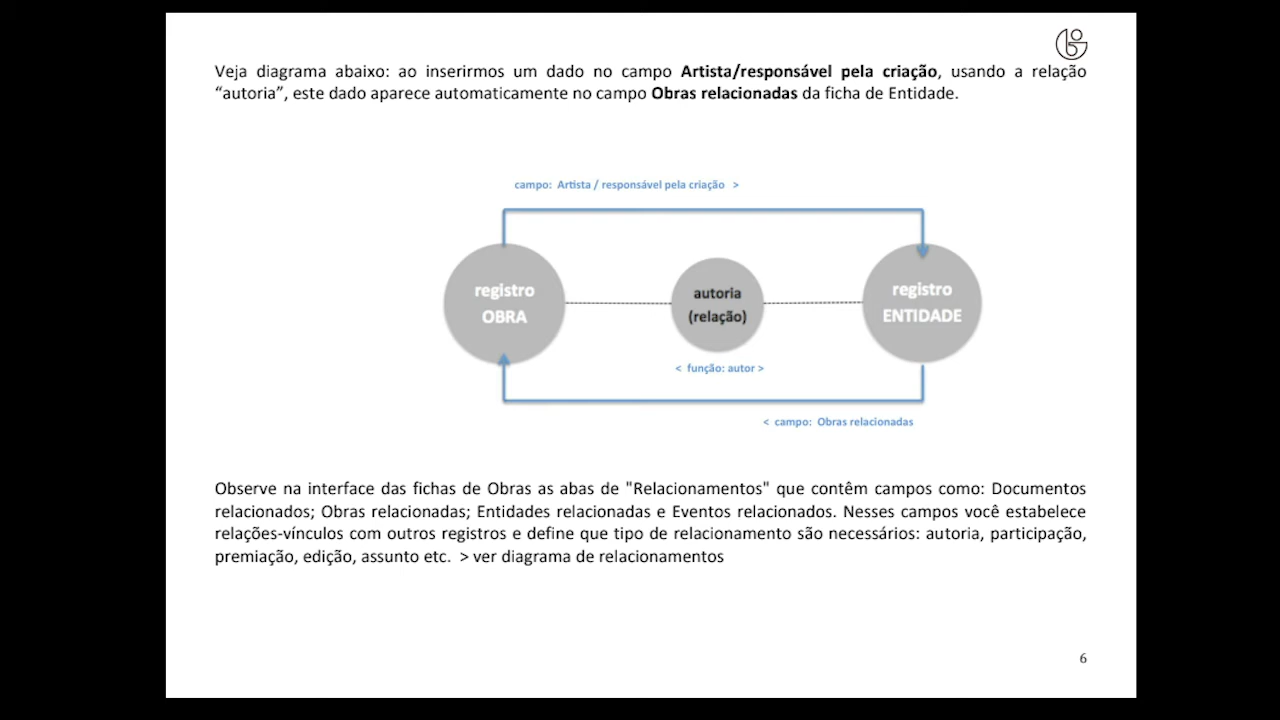 Veja diagrama abaixo: ao inserirmos um dado no campo Artista/responsável pela criação, usando a relação
“autoria”, este dado aparece automaticamente no campo Obras relacionadas da ficha de Entidade.
campo: Artista / responsável pela criação >
registro
OBRA
autoria
(relação)
registro
ENTIDADE
< função: autor >
< campo: Obras relacionadas
Observe na interface das fichas de Obras as abas de "Relacionamentos" que contêm campos como: Documentos
relacionados; Obras relacionadas; Entidades relacionadas e Eventos relacionados. Nesses campos você estabelece
relações-vínculos com outros registros e define que tipo de relacionamento são necessários: autoria, participação,
premiação, edição, assunto etc. > ver diagrama de relacionamentos
6